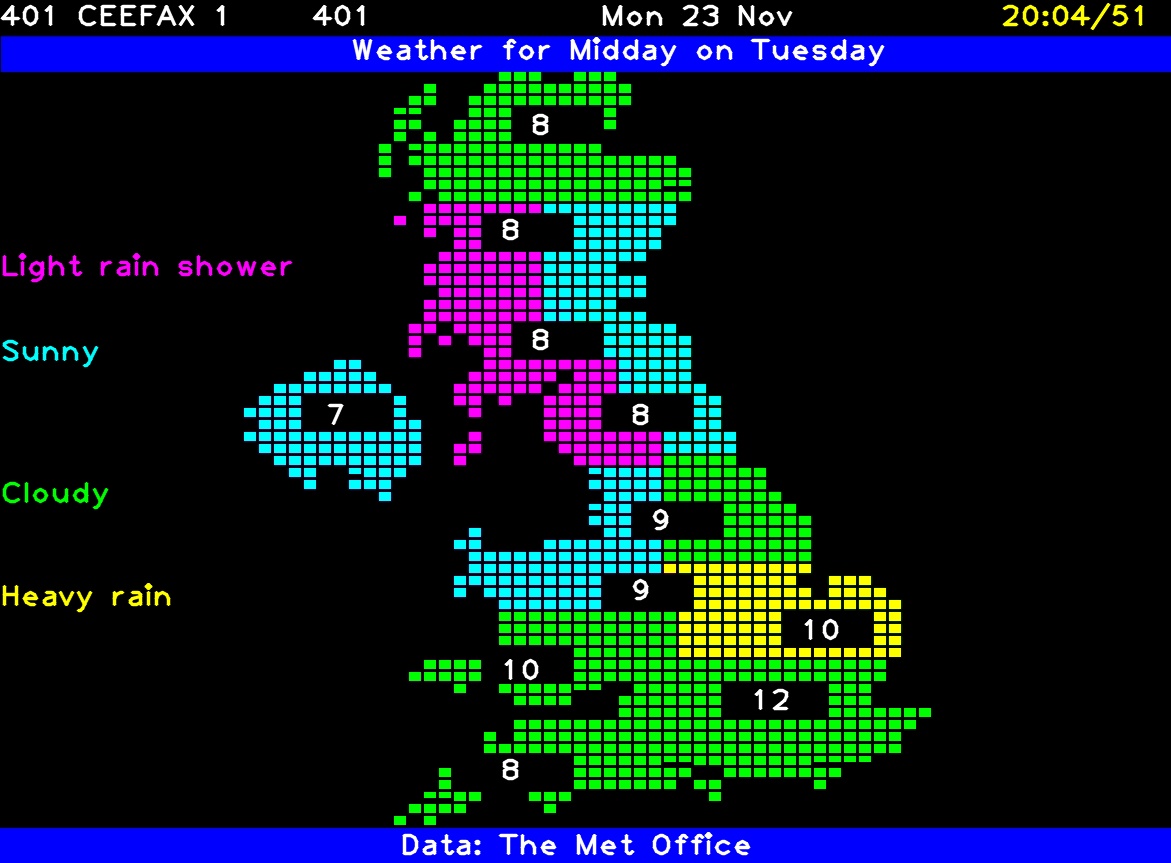 401 CEEFAX 1 401 Mon 23 Nov 20:04/51
Weather for Midday on Tuesday
8
8
Light rain shower
8
Sunny
7
8
Cloudy
9
9
Heavy rain
10
10
12
8
Data: The Met Office